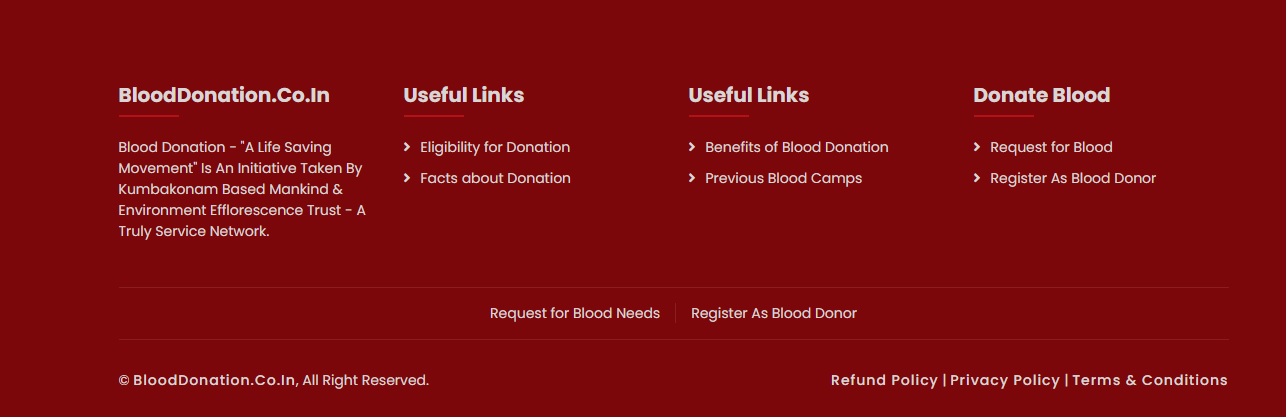 BloodDonation.Co.In
Blood Donation - "A Life Saving
Movement" Is An Initiative Taken By
Kumbakonam Based Mankind &
Environment Efflorescence Trust - A
Truly Service Network.
Useful Links
Eligibility for Donation
Facts about Donation
Useful Links
Benefits of Blood Donation
Previous Blood Camps
Donate Blood
Request for Blood
Register As Blood Donor
Request for Blood Needs
Register As Blood Donor
© BloodDonation.Co.In, All Right Reserved.
Refund Policy | Privacy Policy | Terms & Conditions